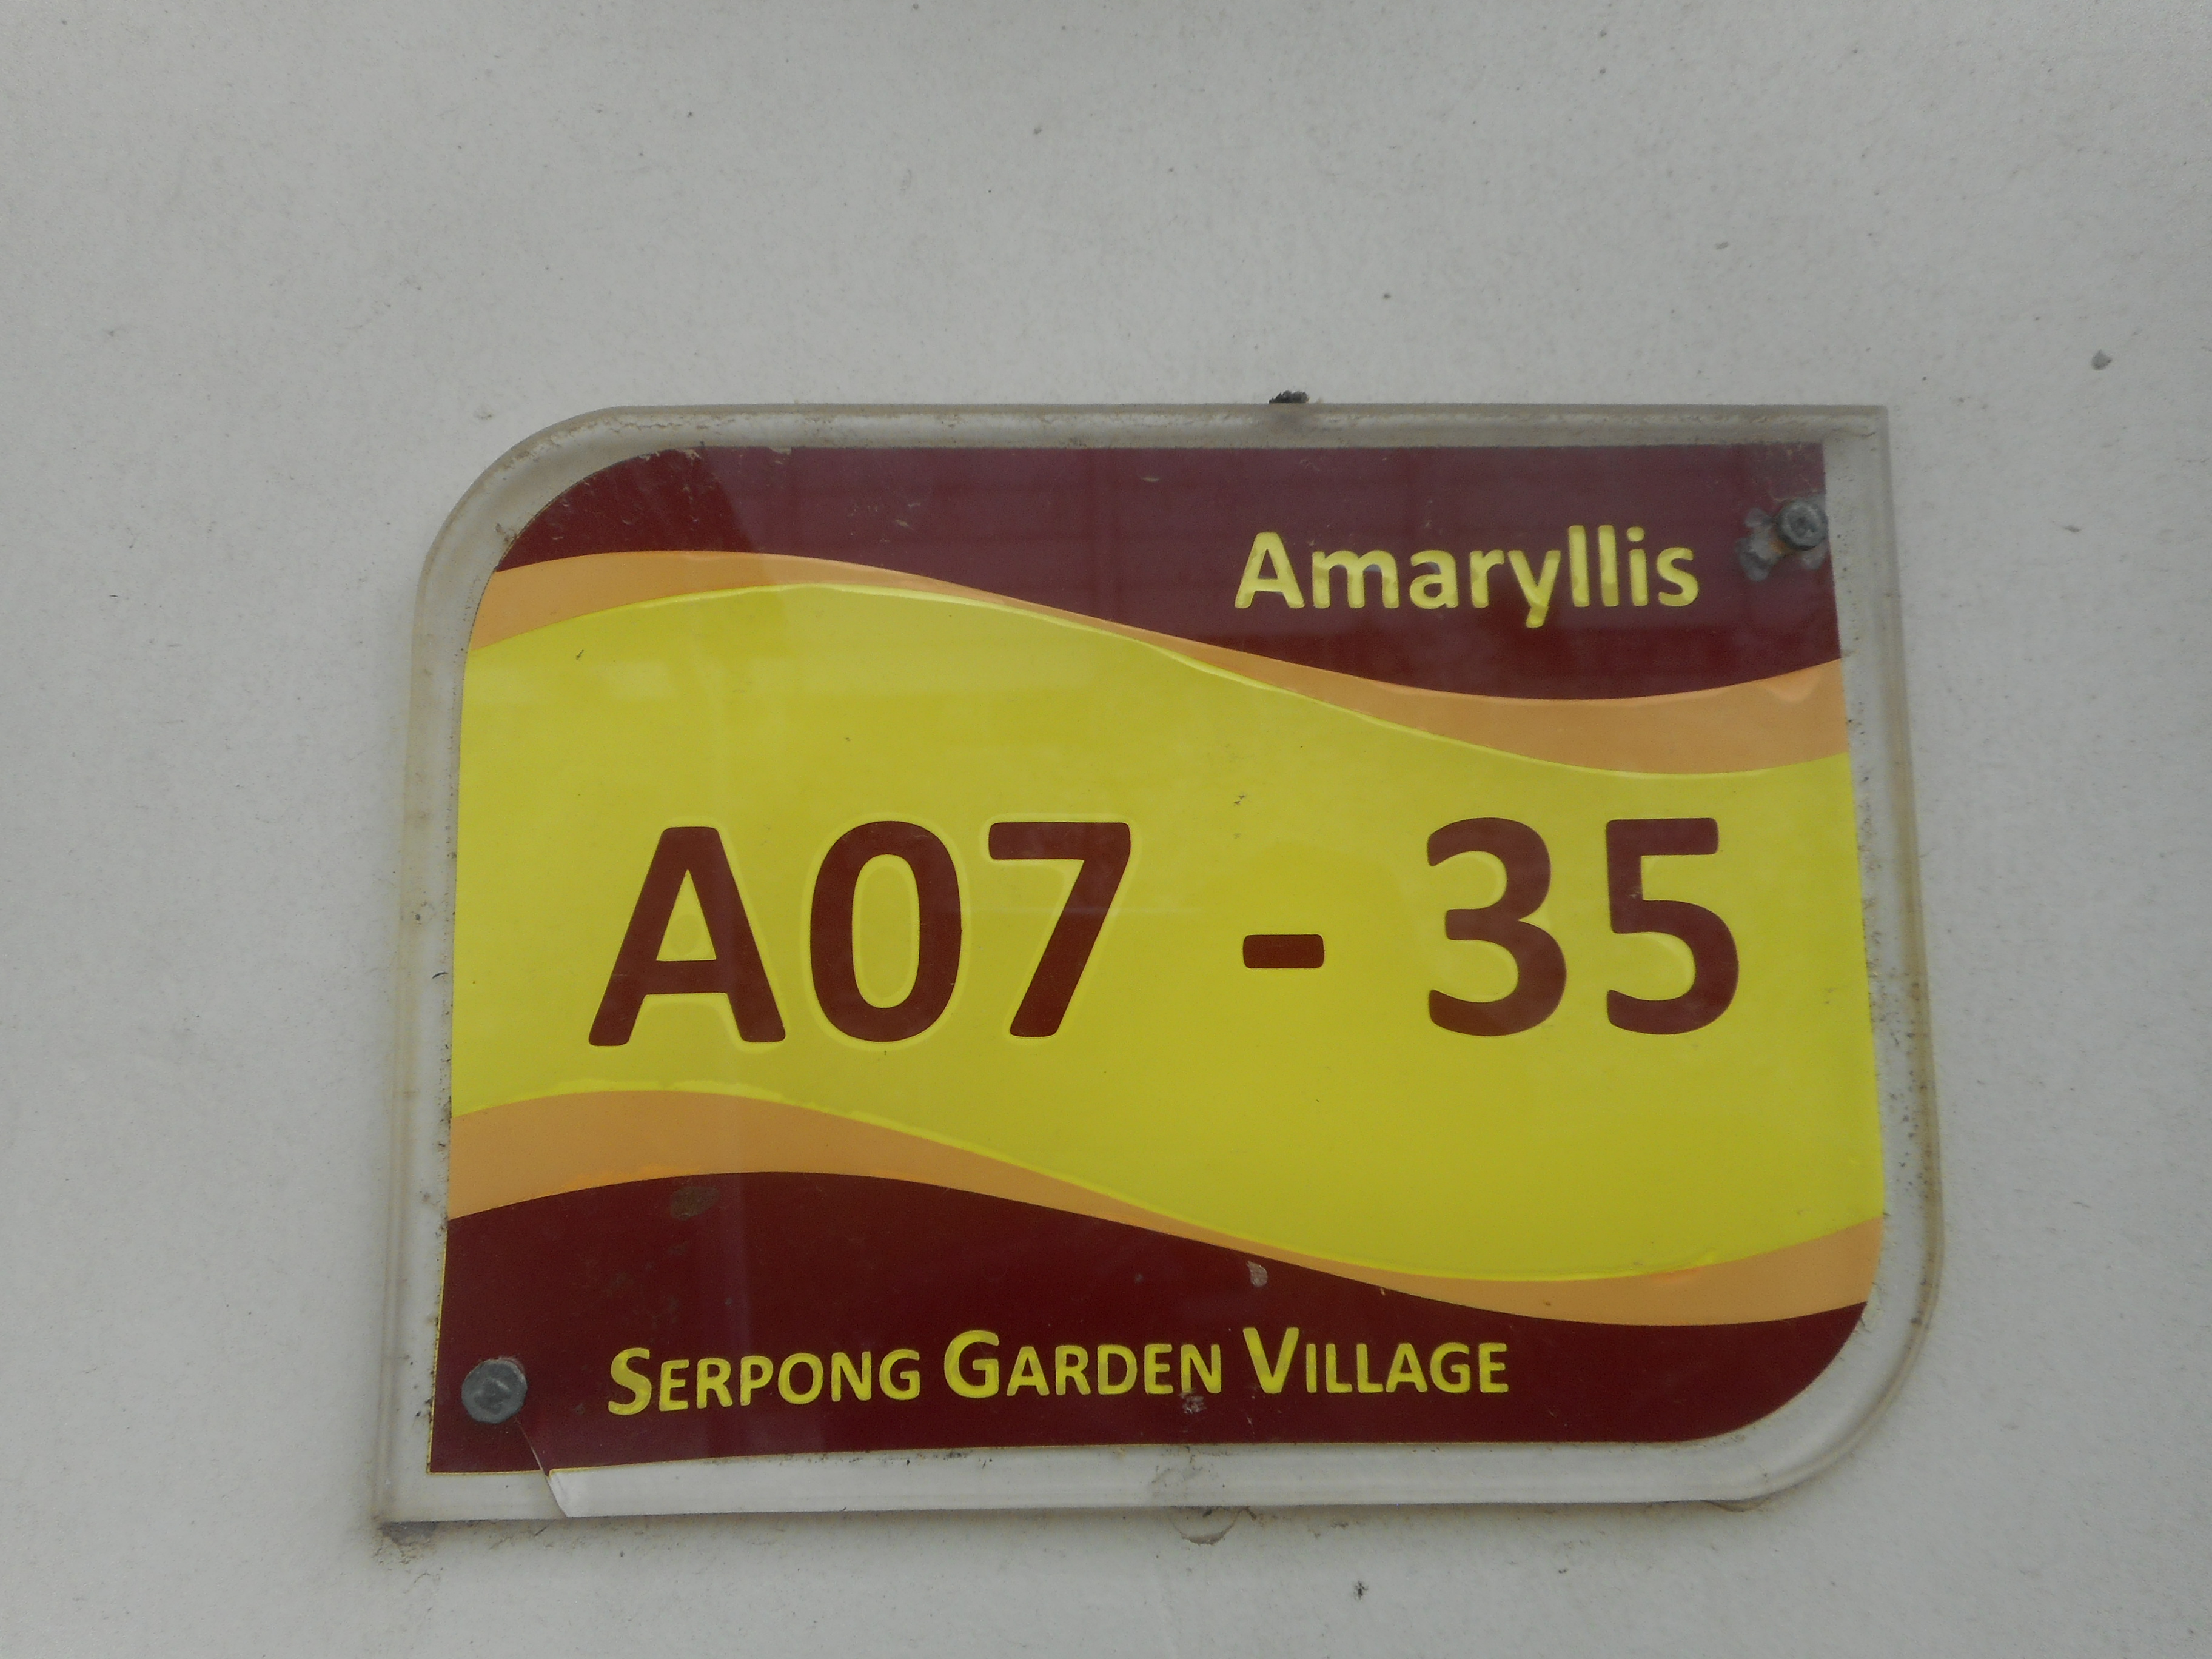 Amaryllis
A07 - 35
SERPONG GARDEN VILLAGE